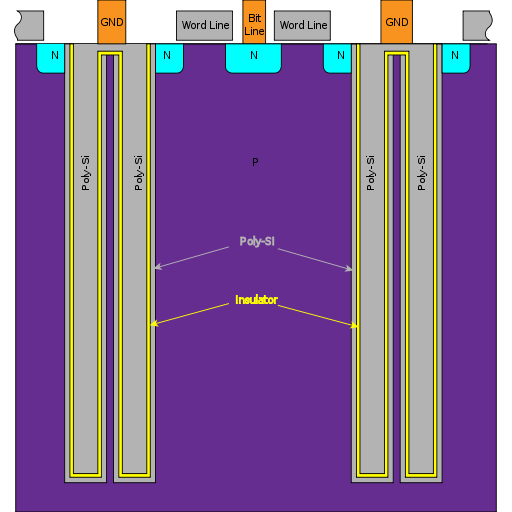 GND
Word Line
Bit
Line
Word Line
GND
N
N
N
N
N
Poly-Si
Poly-Si
P
Poly-Si
Poly-Si
Poly-Si
Insulator